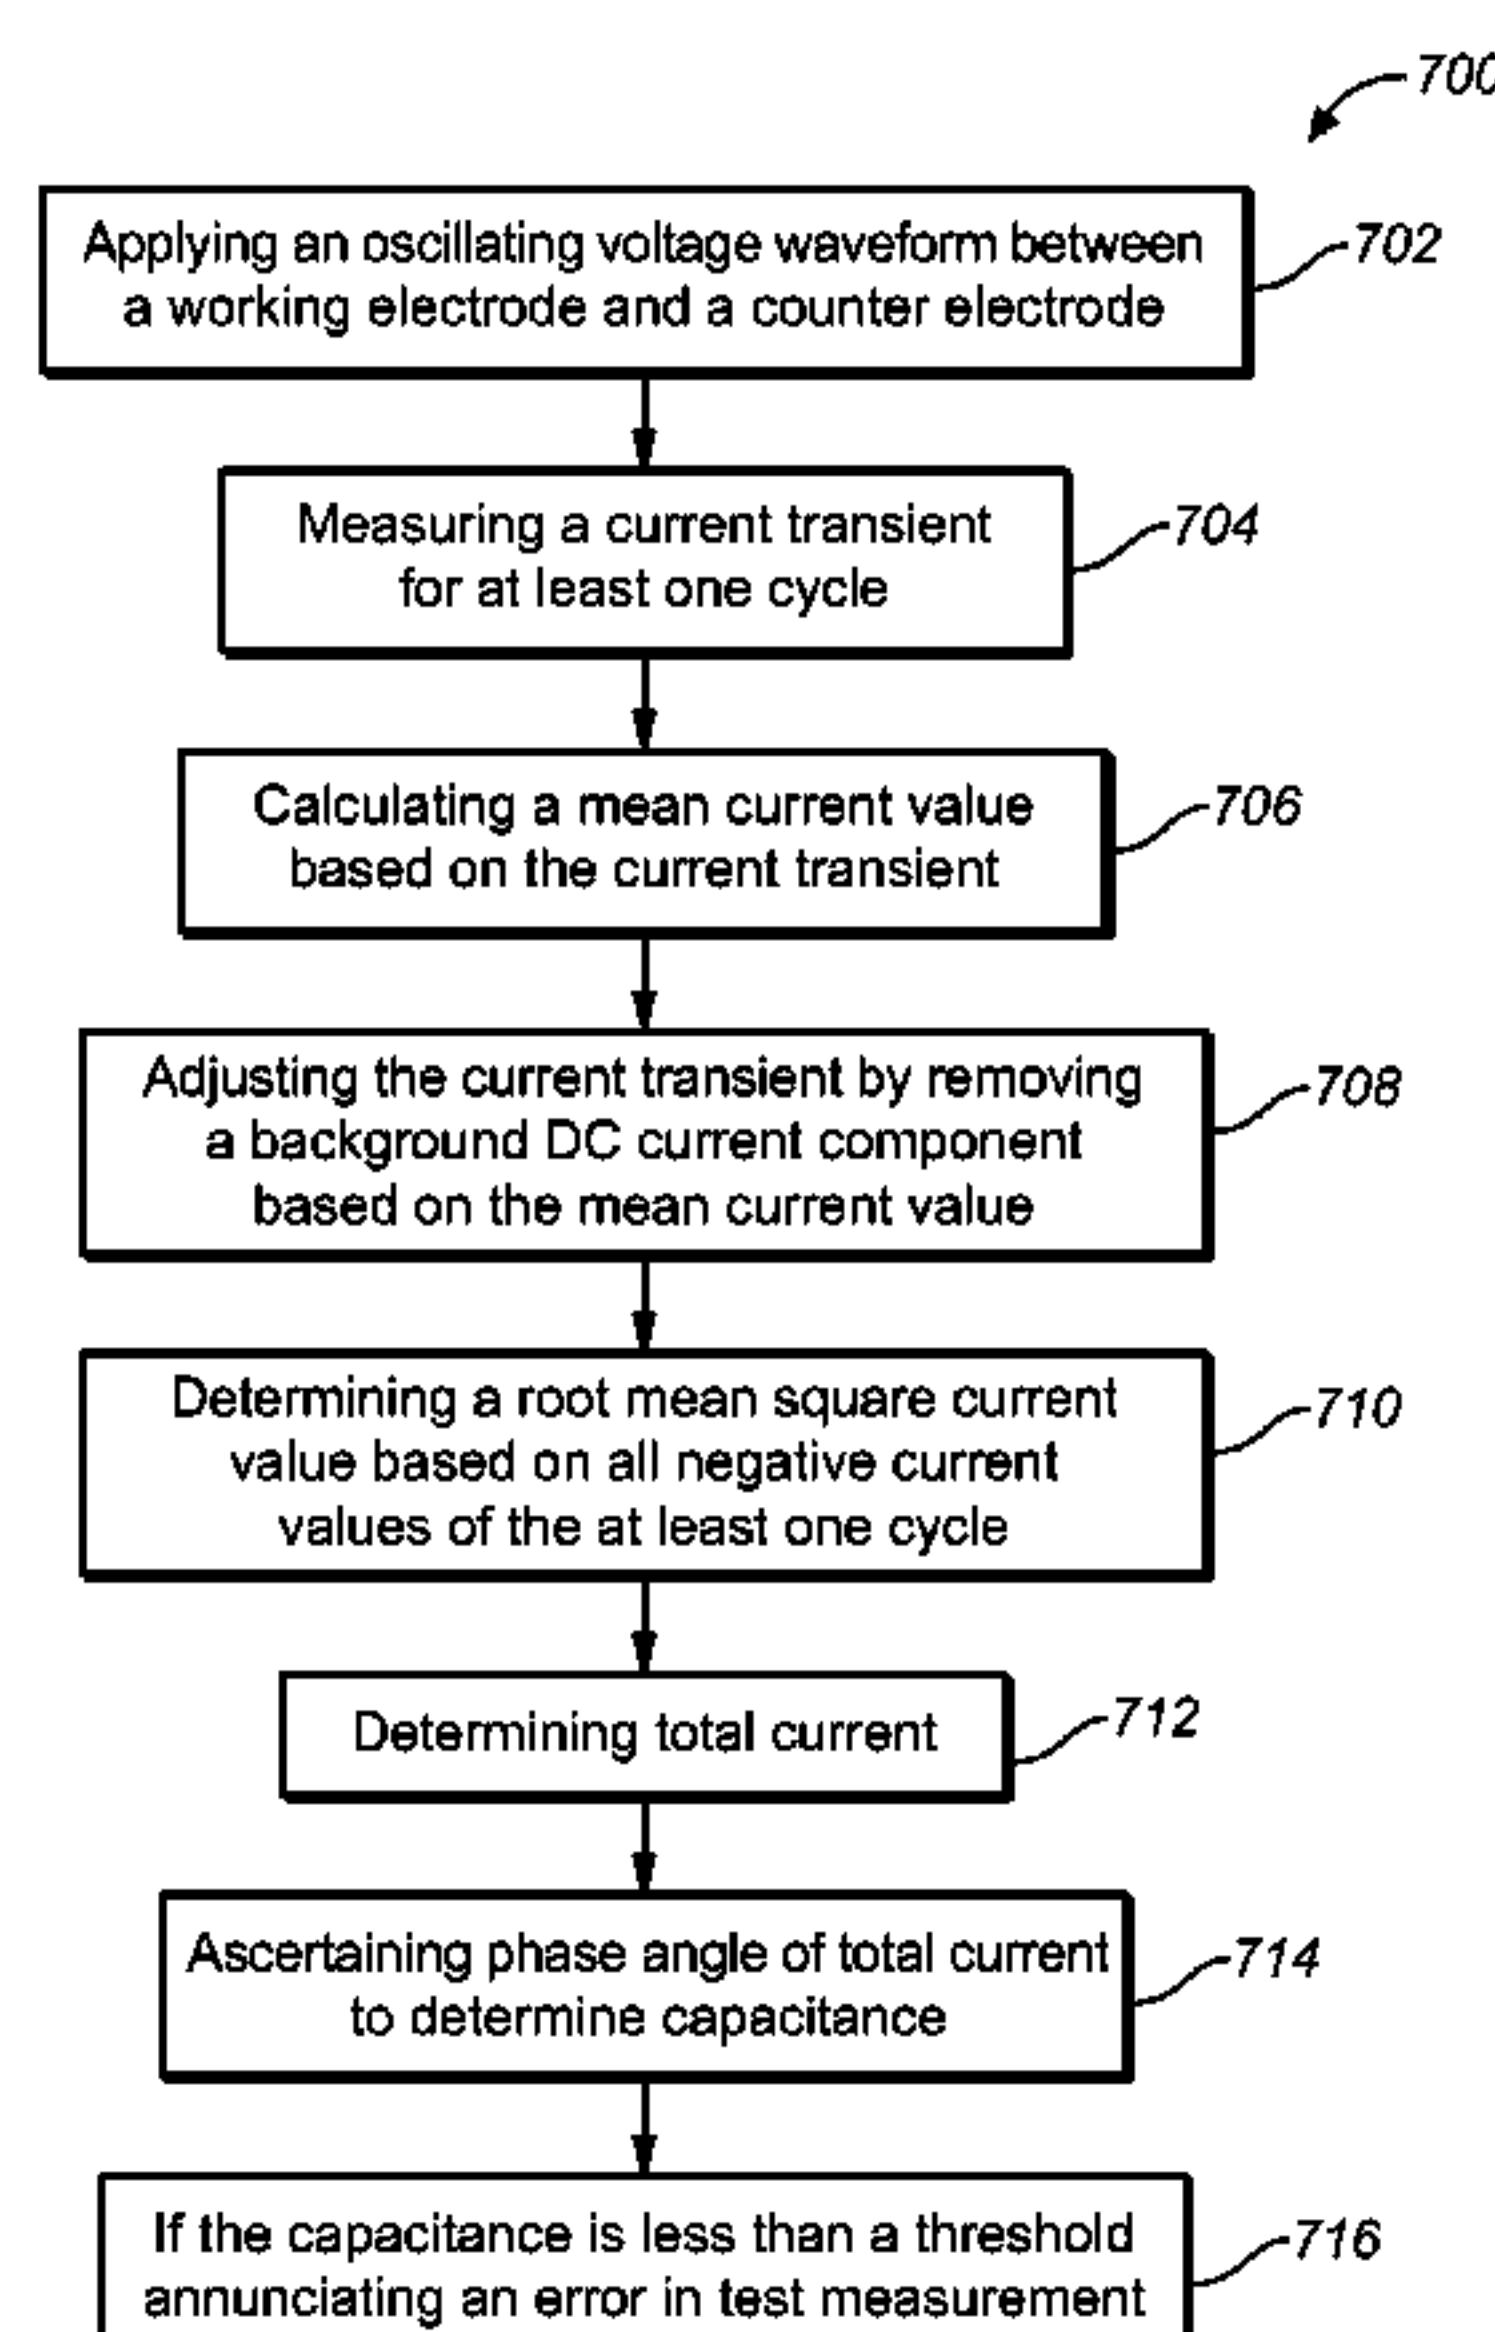 700
Applying an oscillating voltage waveform between
a working electrode and a counter electrode
702
Measuring a current transient
for at least one cycle
704
Calculating a mean current value
based on the current transient
706
Adjusting the current transient by removing
a background DC current component
based on the mean current value
708
Determining a root mean square current
value based on all negative current
values of the at least one cycle
710
Determining total current
712
Ascertaining phase angle of total current
to determine capacitance
714
If the capacitance is less than a threshold
annunciating an error in test measurement
716